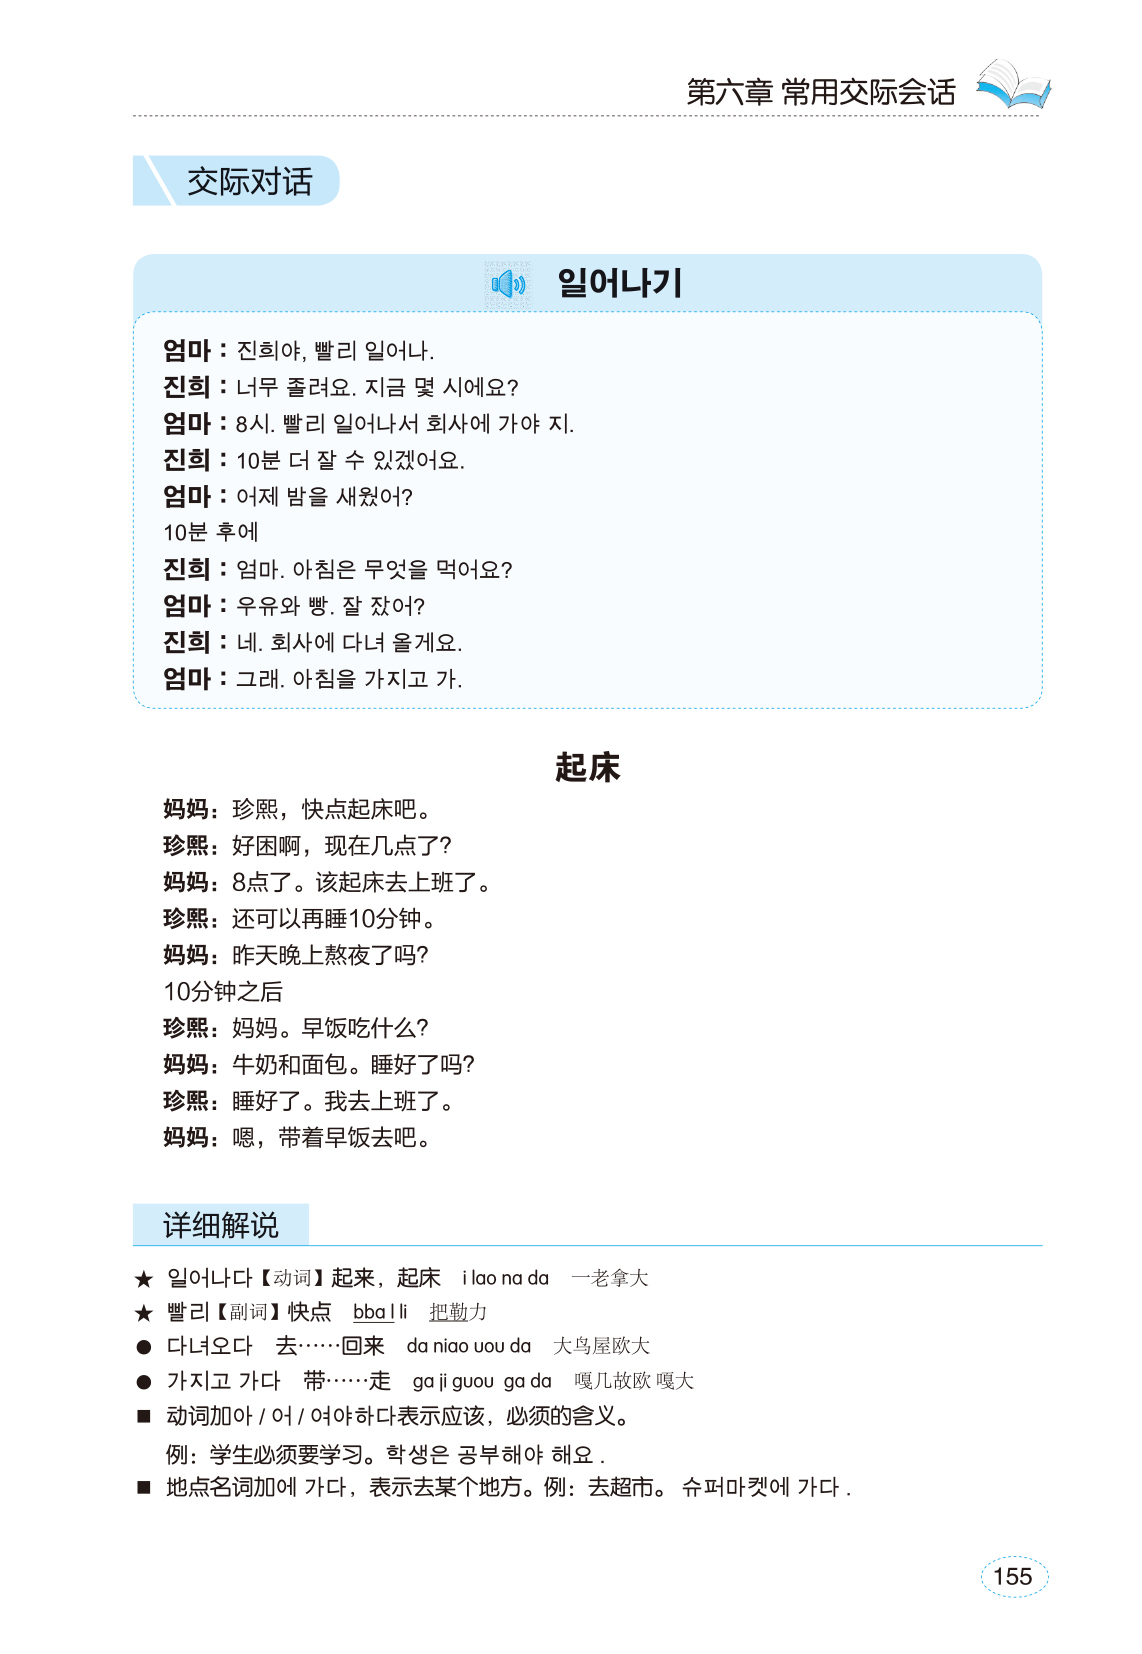 第六章 常用交际会话
交际对话
일어나기
엄마：진희야, 빨리 일어나.
진희：너무 졸려요. 지금 몇 시에요?
엄마：8시. 빨리 일어나서 회사에 가야 지.
진희：10분 더 잘 수 있겠어요.
엄마：어제 밤을 새웠어?
10분 후에
진희：엄마. 아침은 무엇을 먹어요?
엄마：우유와 빵. 잘 잤어?
진희：네. 회사에 다녀 올게요.
엄마：그래. 아침을 가지고 가.
起床
妈妈：珍熙，快点起床吧。
珍熙：好困啊，现在几点了？
妈妈：8点了。该起床去上班了。
珍熙：还可以再睡10分钟。
妈妈：昨天晚上熬夜了吗？
10分钟之后
珍熙：妈妈。早饭吃什么？
妈妈：牛奶和面包。睡好了吗？
珍熙：睡好了。我去上班了。
妈妈：嗯，带着早饭去吧。
详细解说
★ 일어나다【动词】起来，起床 i lao na da 一老拿大
★ 빨리【副词】快点 bba l li 把勒力
● 다녀오다 去……回来 da niao uou da 大鸟屋欧大
● 가지고 가다 带……走 ga ji guou ga da 嘎几故欧 嘎大
■ 动词加아 / 어 / 여야하다表示应该，必须的含义。
例：学生必须要学习。학생은 공부해야 해요 .
■ 地点名词加에 가다，表示去某个地方。例：去超市。 슈퍼마켓에 가다 .
155